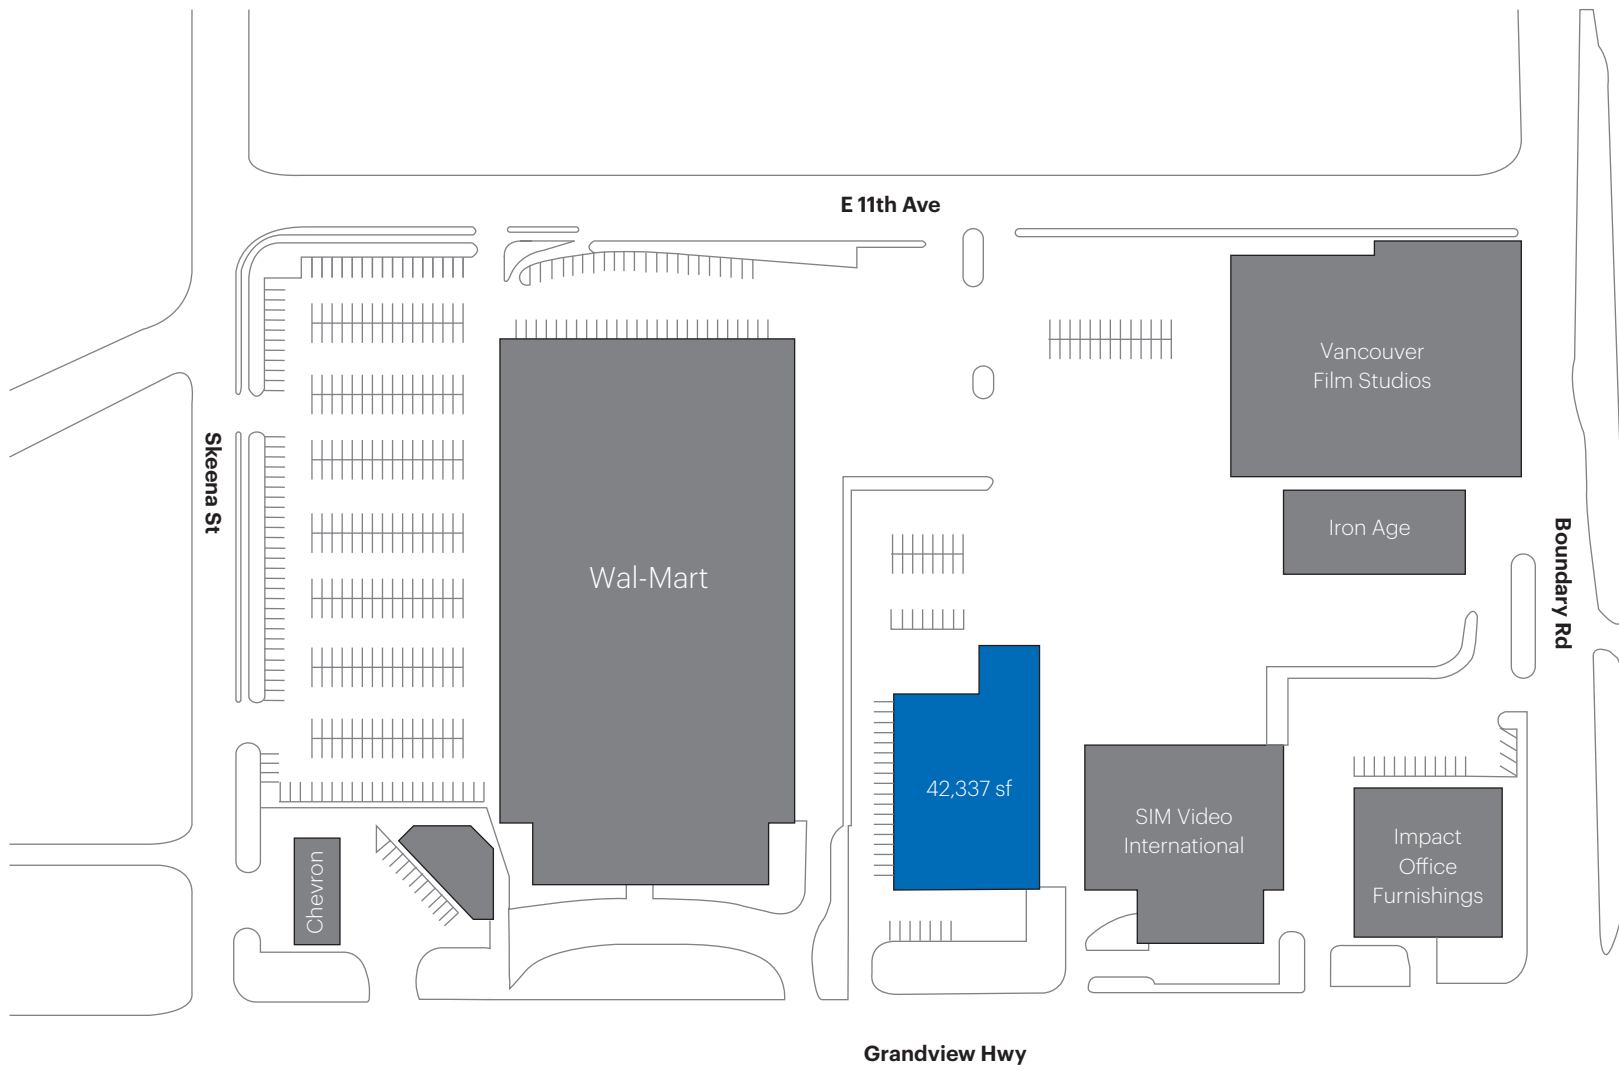 E 11th Ave
Vancouver
Film Studios
Skeena St
Iron Age
Boundary Rd
Wal-Mart
42,337 sf
SIM Video
International
Impact
Office
Furnishings
Chevron
Grandview Hwy